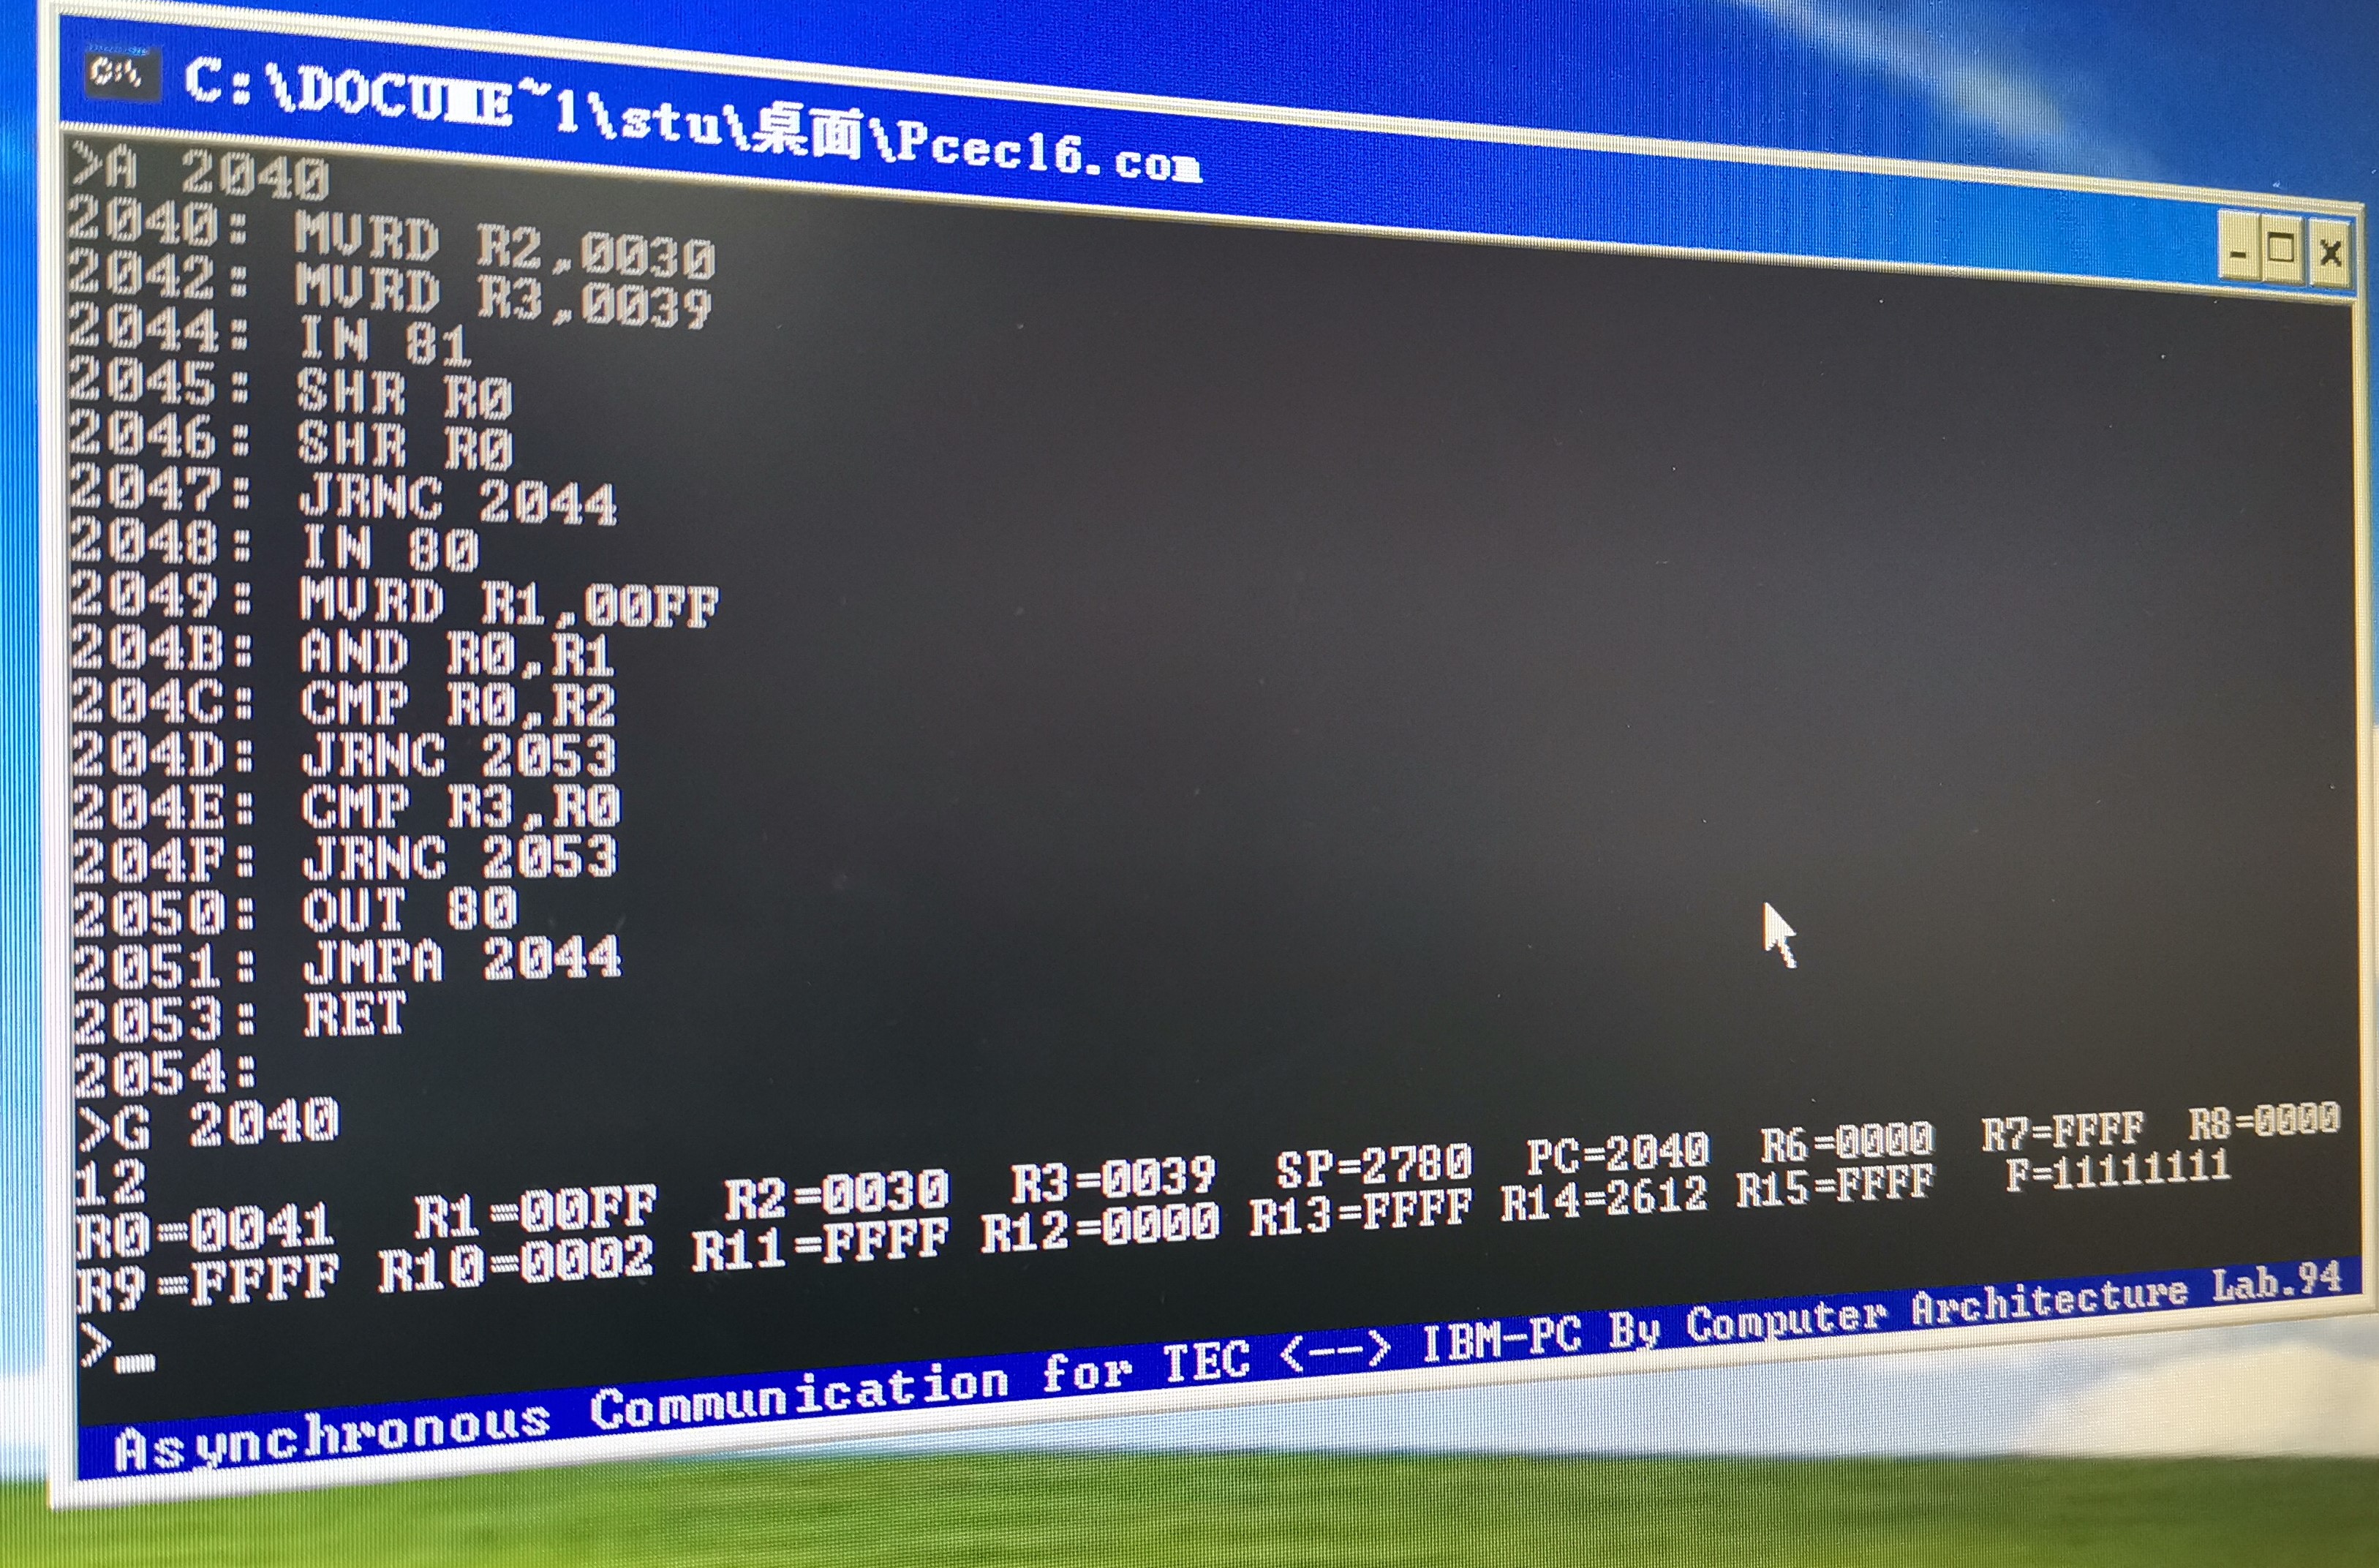 C:\DOCUME~1\stu\桌面\Pcec16.com
>A 2040
2040: MVRD R2,0030
2042: MVRD R3,0039
2044: IN 81
2045: SHR R0
2046: SHR R0
2047: JRNC 2044
2048: IN 80
2049: MVRD R1,00FF
204B: AND R0,R1
204C: CMP R0,R2
204D: JRNC 2053
204E: CMP R3,R0
204F: JRNC 2053
2050: OUT 80
2051: JMPA 2044
2053: RET
2054:
>G 2040
12
R0=0041 R1=00FF R2=0030 R3=0039 SP=2780 PC=2040 R6=0000 R7=FFFF R8=0000
R9=FFFF R10=0002 R11=FFFF R12=0000 R13=FFFF R14=2612 R15=FFFF F=11111111
>_
Asynchronous Communication for TEC <--> IBM-PC By Computer Architecture Lab.94